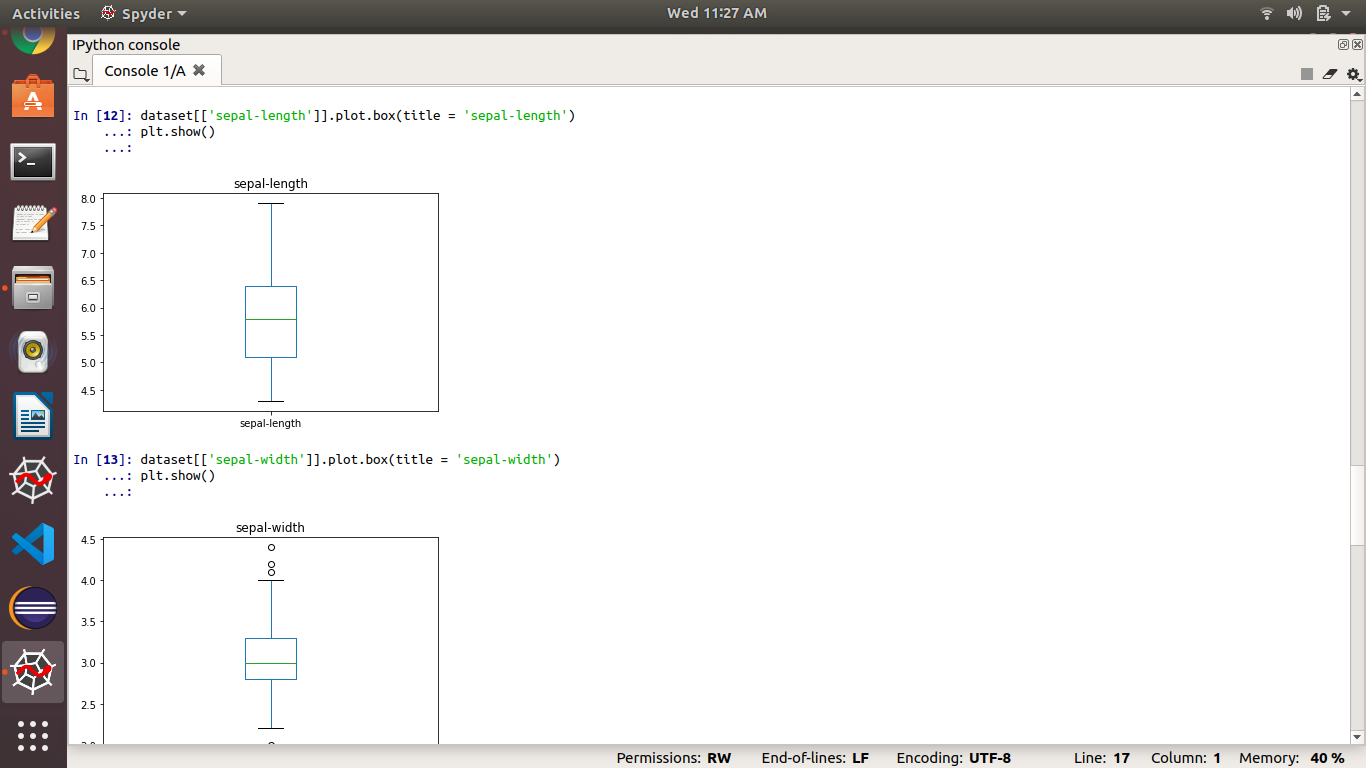 Activities Spyder Wed 11:27 AM
IPython console
Console 1/A
In [12]: dataset[['sepal-length']].plot.box(title = 'sepal-length')
...: plt.show()
...:
sepal-length
8.0
7.5
7.0
6.5
6.0
5.5
5.0
4.5
sepal-length
In [13]: dataset[['sepal-width']].plot.box(title = 'sepal-width')
...: plt.show()
...:
sepal-width
4.5
4.0
3.5
3.0
2.5
Permissions: RW End-of-lines: LF Encoding: UTF-8 Line: 17 Column: 1 Memory: 40 %